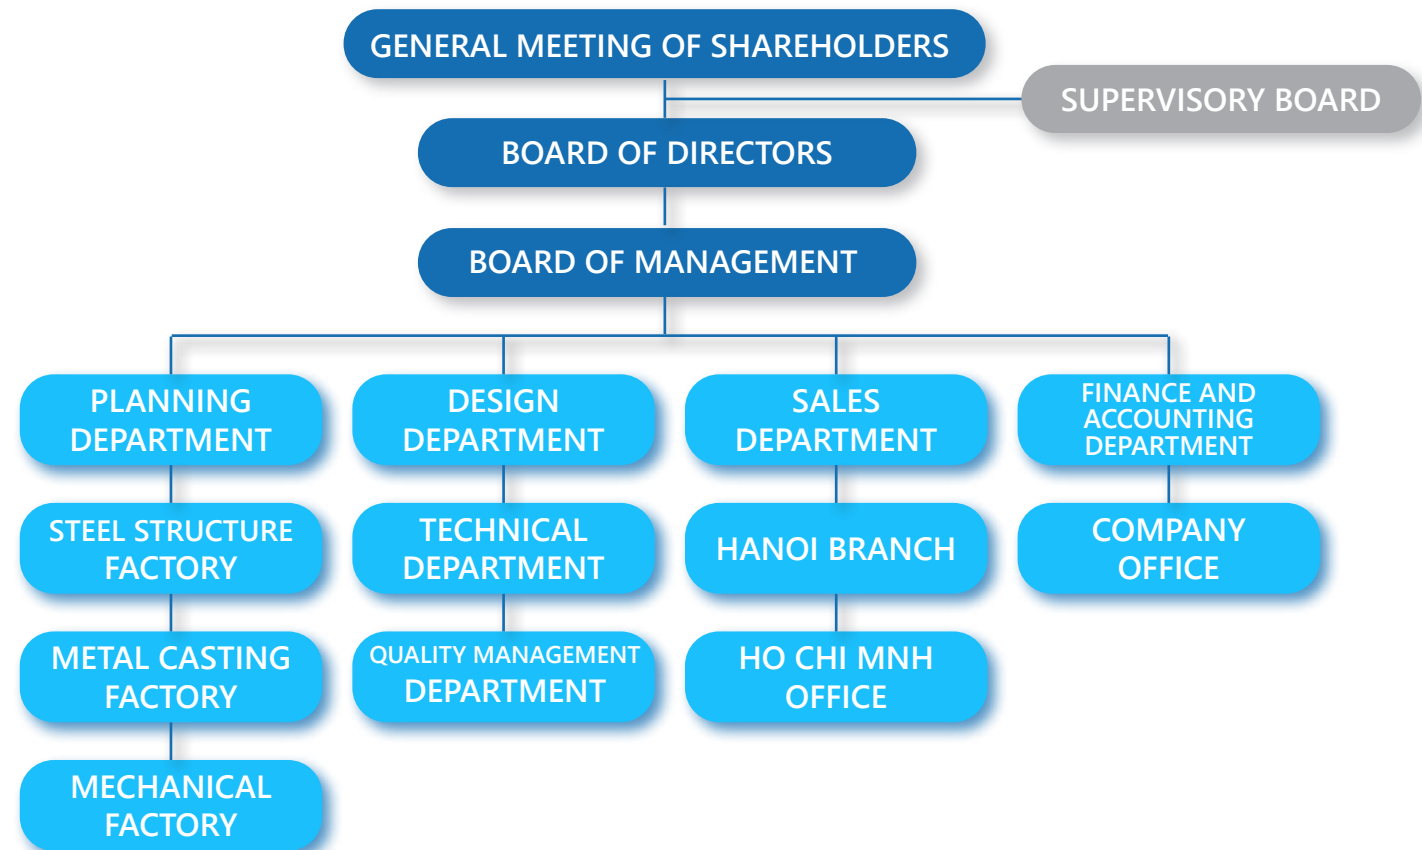 GENERAL MEETING OF SHAREHOLDERS
SUPERVISORY BOARD
BOARD OF DIRECTORS
BOARD OF MANAGEMENT
PLANNING
DEPARTMENT
DESIGN
DEPARTMENT
SALES
DEPARTMENT
FINANCE AND
ACCOUNTING
DEPARTMENT
STEEL STRUCTURE
FACTORY
TECHNICAL
DEPARTMENT
HANOI BRANCH
COMPANY
OFFICE
METAL CASTING
FACTORY
QUALITY MANAGEMENT
DEPARTMENT
HO CHI MNH
OFFICE
MECHANICAL
FACTORY